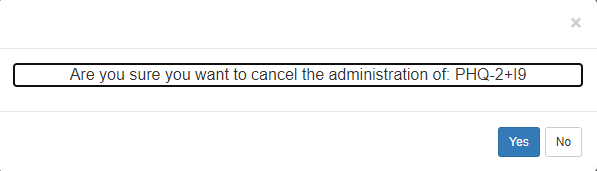 ×
Are you sure you want to cancel the administration of: PHQ-2+I9
Yes No